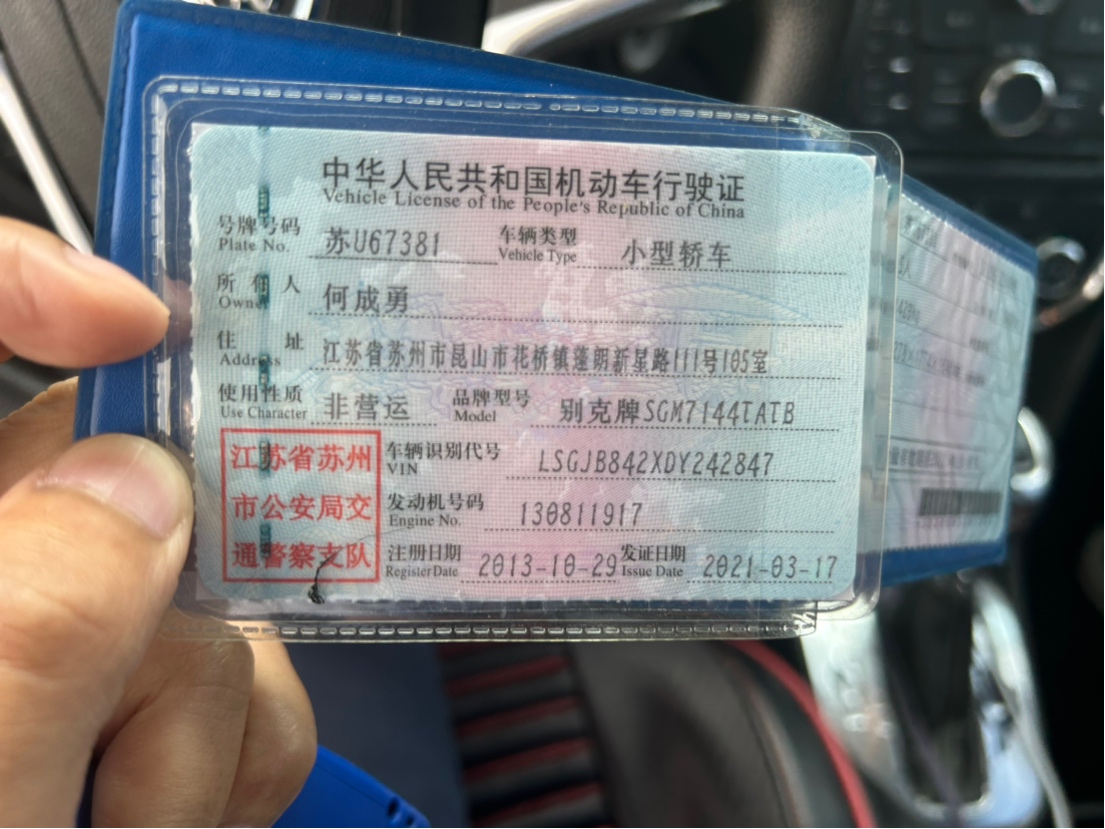 中华人民共和国机动车行驶证
Vehicle License of the People's Republic of China
号牌号码 苏U67381 车辆类型 小型轿车
Plate No. Vehicle Type
所有人 何成勇
Owner
住址 江苏省苏州市昆山市花桥镇蓬朗新星路111号105室
Address
使用性质 非营运 品牌型号 别克牌SGM7144TATB
Use Character Model
江苏省苏州
市公安局交
通警察支队
车辆识别代号 LSGJB842XDY242847
VIN
发动机号码 130811917
Engine No.
注册日期 2013-10-29 发证日期 2021-03-17
Register Date Issue Date